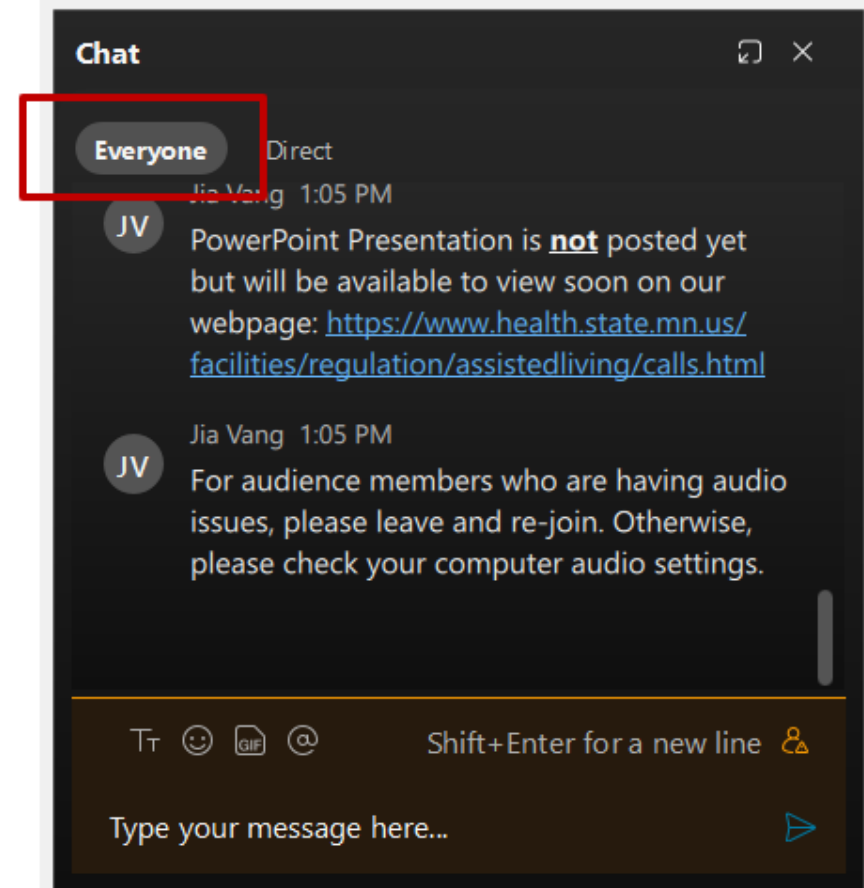 Chat
Everyone Direct
Jia Vang 1:05 PM
JV
PowerPoint Presentation is not posted yet
but will be available to view soon on our
webpage: https://www.health.state.mn.us/
facilities/regulation/assistedliving/calls.html
Jia Vang 1:05 PM
JV
For audience members who are having audio
issues, please leave and re-join. Otherwise,
please check your computer audio settings.
TT GIF @ Shift+Enter for a new line
Type your message here...